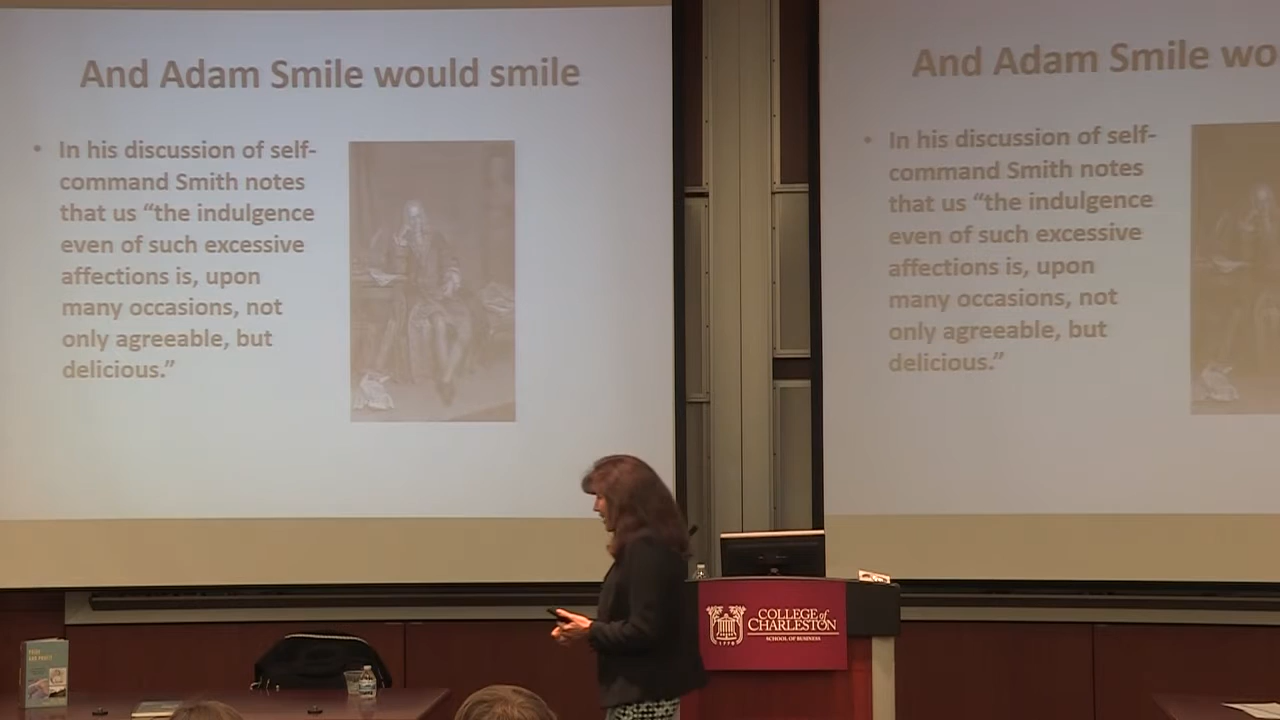 And Adam Smile would smile
• In his discussion of self-
command Smith notes
that us “the indulgence
even of such excessive
affections is, upon
many occasions, not
only agreeable, but
delicious.”
And Adam Smile wo
• In his discussion of self-
command Smith notes
that us “the indulgence
even of such excessive
affections is, upon
many occasions, not
only agreeable, but
delicious.”
COLLEGE of
CHARLESTON
SCHOOL OF BUSINESS
1770